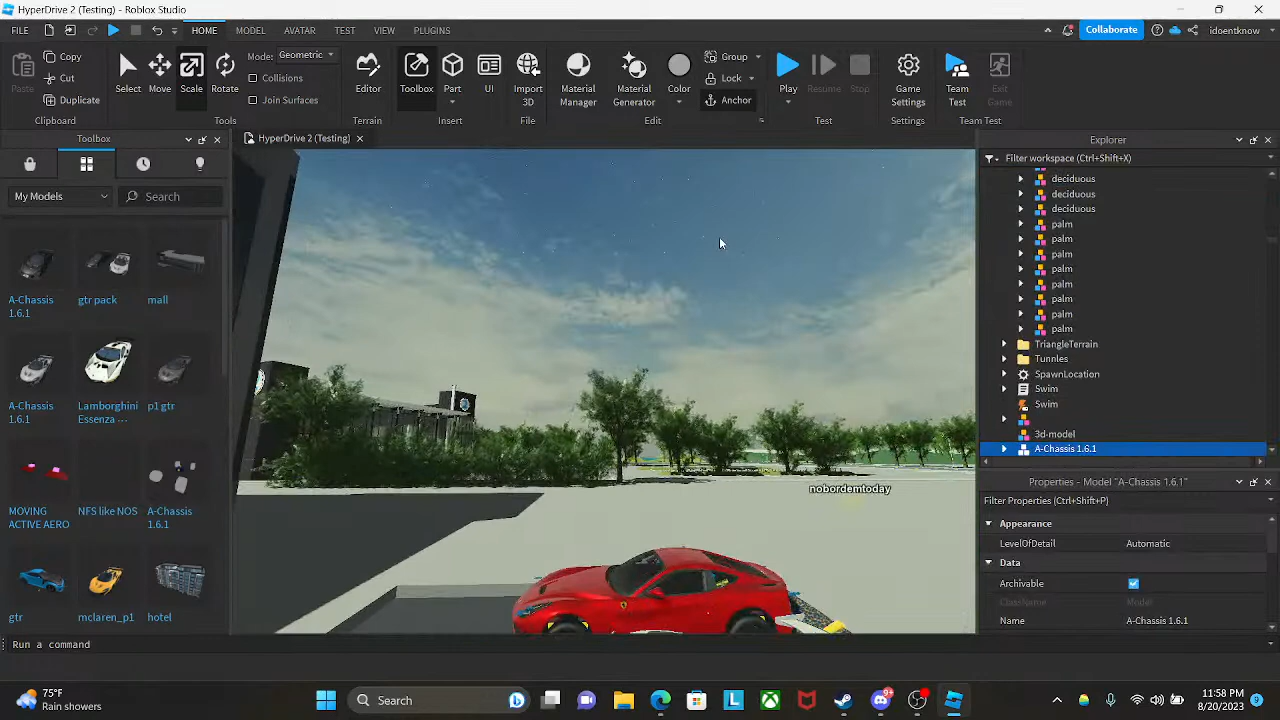 HyperDrive 2 (Testing) - Roblox Studio
FILE HOME MODEL AVATAR TEST VIEW PLUGINS Collaborate idoentknow
Paste Copy Cut Duplicate Select Move Scale Rotate Mode: Geometric Collisions Join Surfaces Editor Toolbox Part UI Import 3D Material Manager Material Generator Color Group Lock Anchor Play Resume Stop Game Settings Team Test Exit Game
Clipboard Tools Terrain Insert File Edit Test Settings Team Test
Toolbox
HyperDrive 2 (Testing)
Explorer
Filter workspace (Ctrl+Shift+X)
My Models Search
deciduous
deciduous
deciduous
palm
palm
palm
palm
palm
palm
palm
palm
TriangleTerrain
Tunnles
SpawnLocation
Swim
Swim
3d-model
A-Chassis 1.6.1
A-Chassis 1.6.1
gtr pack
mall
A-Chassis 1.6.1
Lamborghini Essenza ---
p1 gtr
MOVING ACTIVE AERO
NFS like NOS
A-Chassis 1.6.1
gtr
mclaren_p1
hotel
nobordemtoday
Properties - Model "A-Chassis 1.6.1"
Filter Properties (Ctrl+Shift+P)
Appearance
LevelOfDetail Automatic
Data
Archivable
ClassName Model
Name A-Chassis 1.6.1
Run a command
75°F
Rain showers
Search
9+
11:58 PM
8/20/2023
9